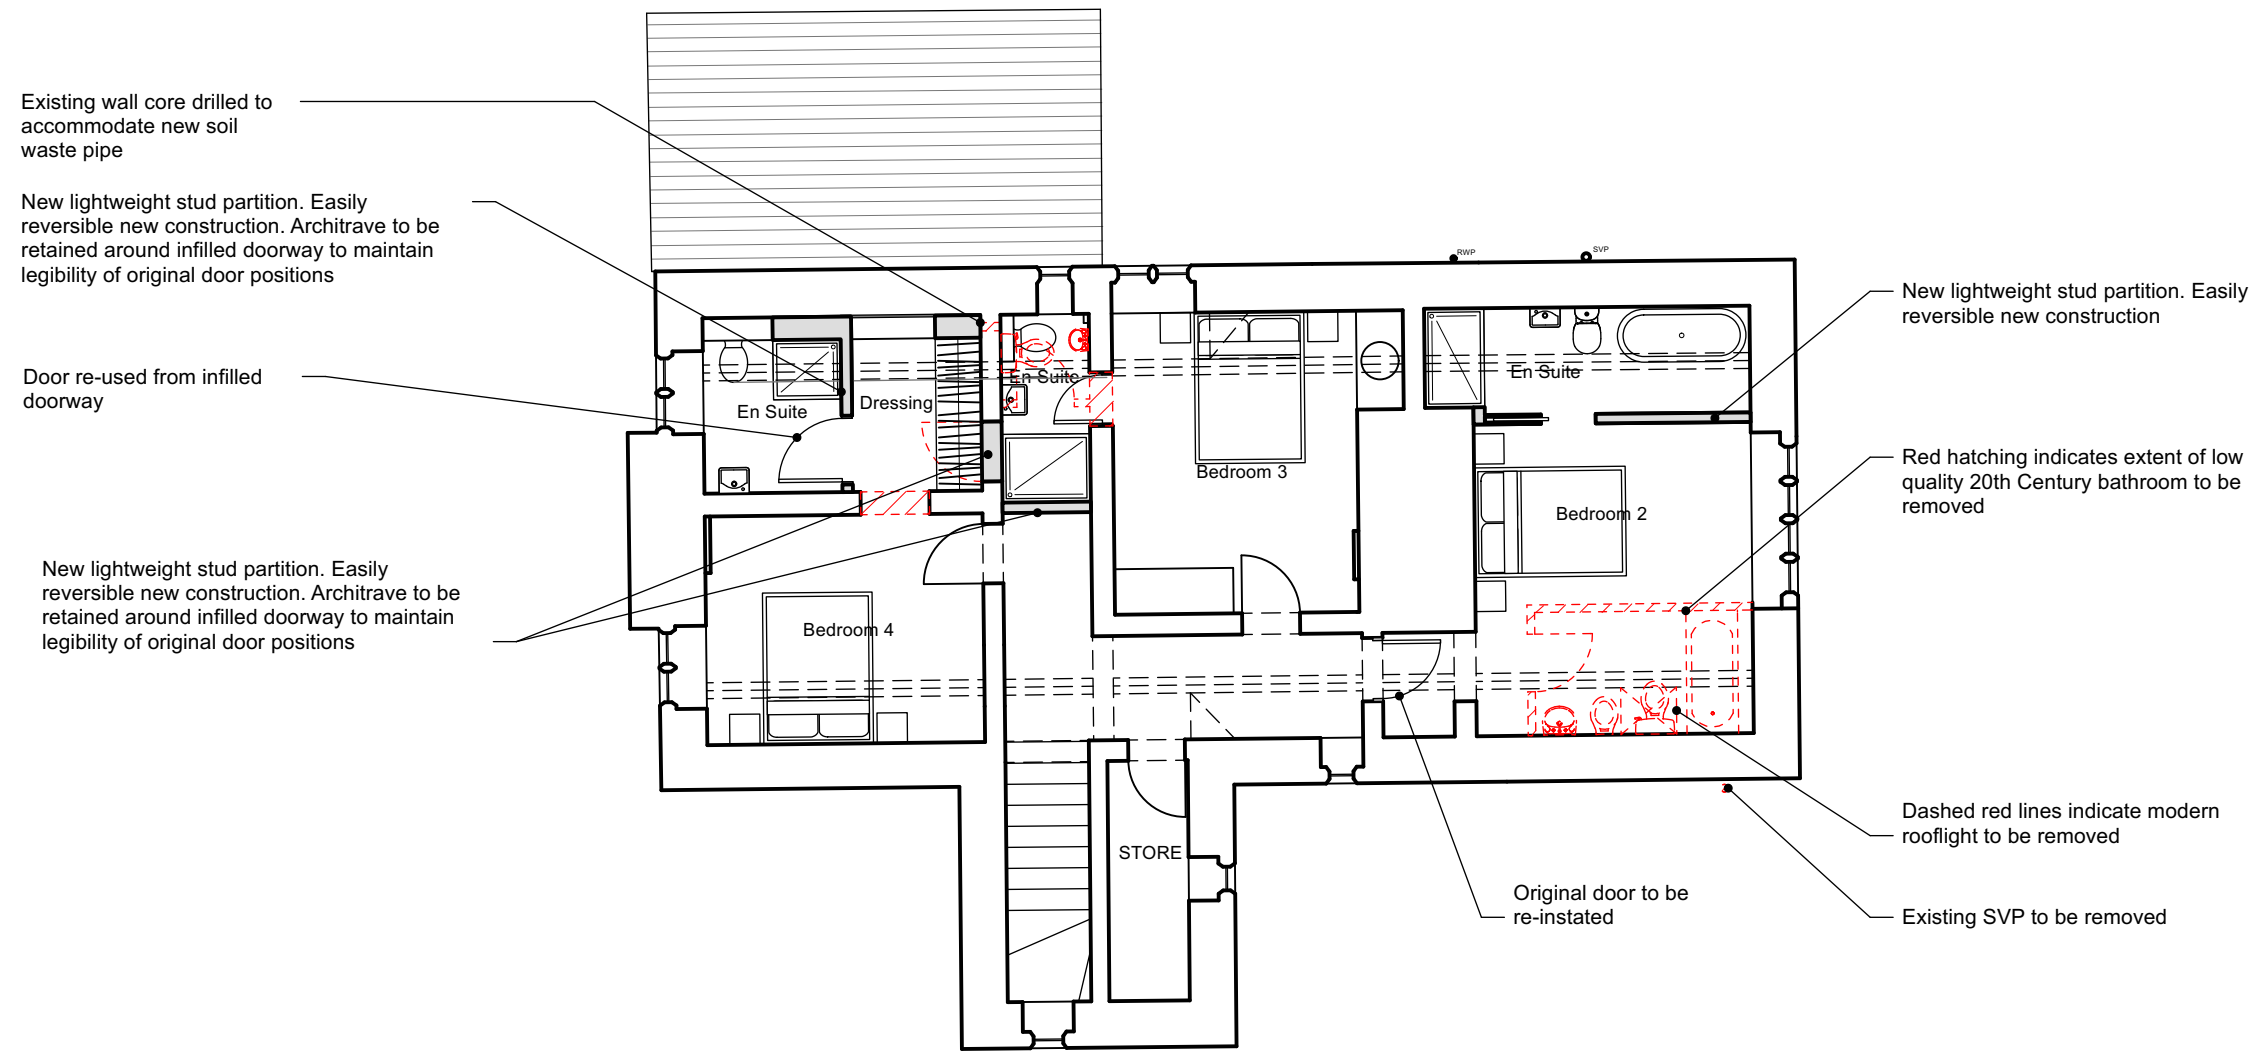 Existing wall core drilled to
accommodate new soil
waste pipe
New lightweight stud partition. Easily
reversible new construction. Architrave to be
retained around infilled doorway to maintain
legibility of original door positions
Door re-used from infilled
doorway
New lightweight stud partition. Easily
reversible new construction. Architrave to be
retained around infilled doorway to maintain
legibility of original door positions
RWP
SVP
En Suite
Dressing
En Suite
Bedroom 3
En Suite
Bedroom 2
Bedroom 4
STORE
New lightweight stud partition. Easily
reversible new construction
Red hatching indicates extent of low
quality 20th Century bathroom to be
removed
Dashed red lines indicate modern
rooflight to be removed
Original door to be
re-instated
Existing SVP to be removed